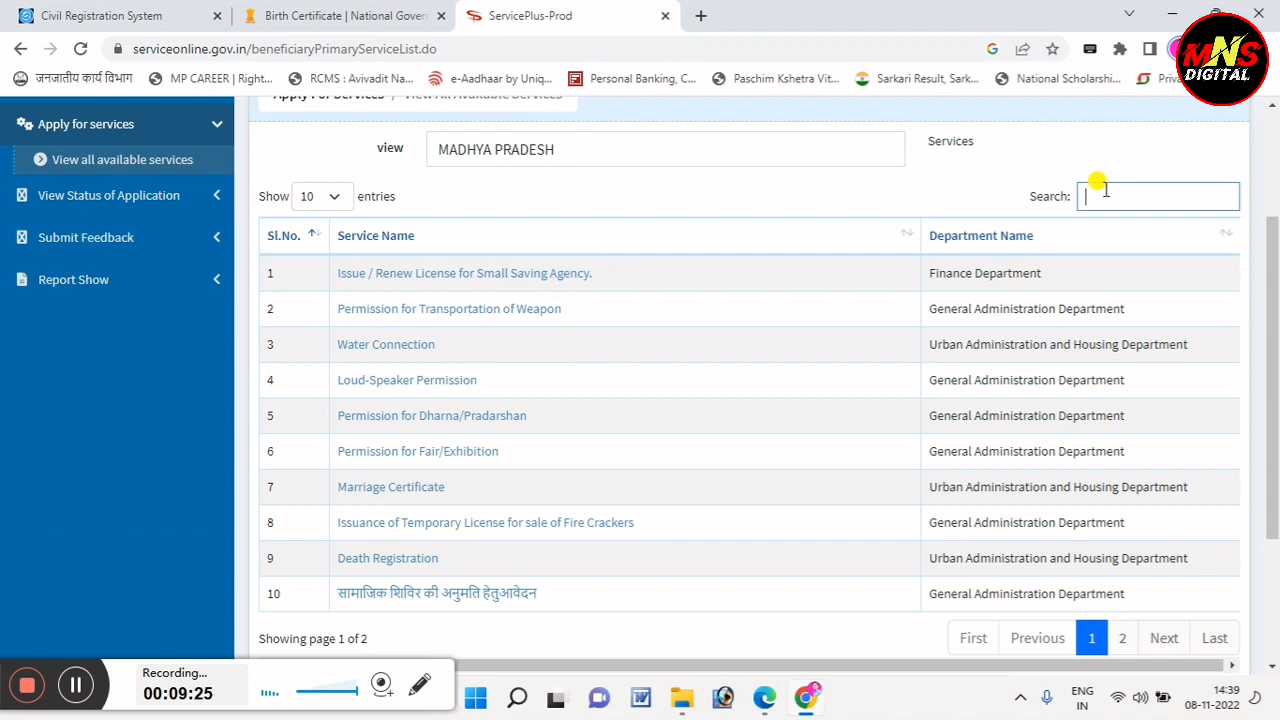 Civil Registration System
Birth Certificate | National Govern
ServicePlus-Prod
serviceonline.gov.in/beneficiaryPrimaryServiceList.do
जनजातीय कार्य विभाग
MP CAREER | Right...
RCMS : Avivadit Na...
e-Aadhaar by Uniq...
Personal Banking, C...
Paschim Kshetra Vit...
Sarkari Result, Sark...
National Scholarshi...
MNS
DIGITAL
Apply For Services / View All Available Services
Apply for services
View all available services
View Status of Application
Submit Feedback
Report Show
view MADHYA PRADESH Services
Show 10 entries Search:
Sl.No. Service Name Department Name
1 Issue / Renew License for Small Saving Agency. Finance Department
2 Permission for Transportation of Weapon General Administration Department
3 Water Connection Urban Administration and Housing Department
4 Loud-Speaker Permission General Administration Department
5 Permission for Dharna/Pradarshan General Administration Department
6 Permission for Fair/Exhibition General Administration Department
7 Marriage Certificate Urban Administration and Housing Department
8 Issuance of Temporary License for sale of Fire Crackers General Administration Department
9 Death Registration Urban Administration and Housing Department
10 सामाजिक शिविर की अनुमति हेतुआवेदन General Administration Department
Showing page 1 of 2 First Previous 1 2 Next Last
Recording...
00:09:25
ENG
IN
14:39
08-11-2022